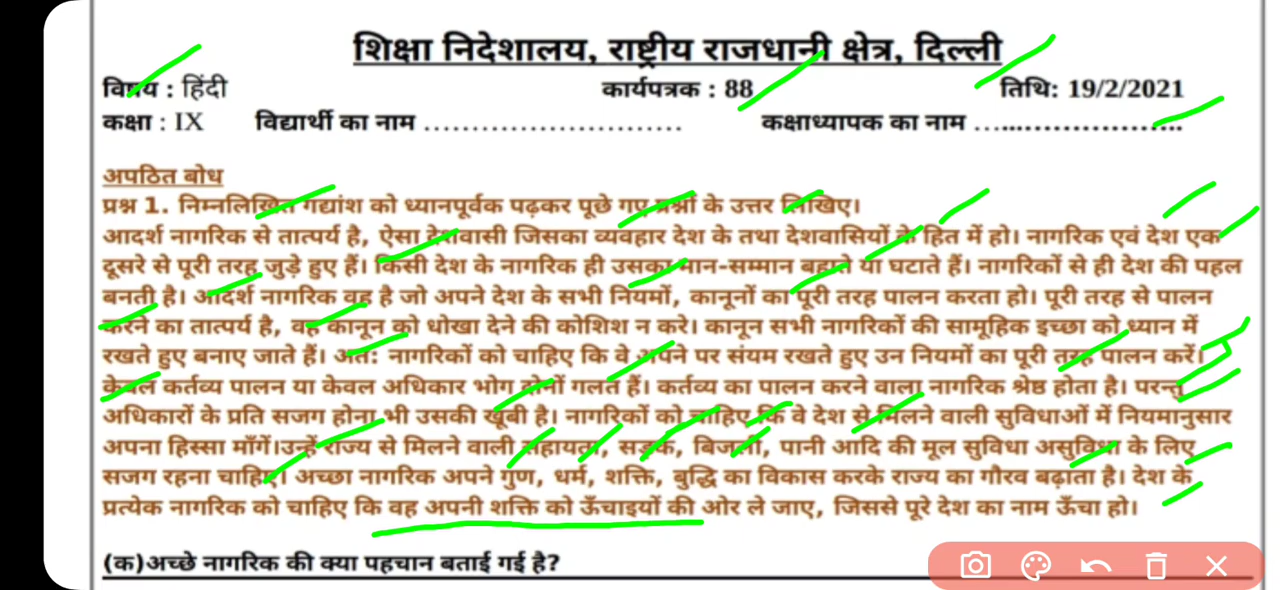 शिक्षा निदेशालय, राष्ट्रीय राजधानी क्षेत्र, दिल्ली
विषय : हिंदी कार्यपत्रक : 88 तिथि: 19/2/2021
कक्षा : IX विद्यार्थी का नाम ............................ कक्षाध्यापक का नाम ........................
अपठित बोध
प्रश्न 1. निम्नलिखित गद्यांश को ध्यानपूर्वक पढ़कर पूछे गए प्रश्नों के उत्तर लिखिए।
आदर्श नागरिक से तात्पर्य है, ऐसा देशवासी जिसका व्यवहार देश के तथा देशवासियों के हित में हो। नागरिक एवं देश एक
दूसरे से पूरी तरह जुड़े हुए हैं। किसी देश के नागरिक ही उसका मान-सम्मान बढ़ाते या घटाते हैं। नागरिकों से ही देश की पहल
बनती है। आदर्श नागरिक वह है जो अपने देश के सभी नियमों, कानूनों का पूरी तरह पालन करता हो। पूरी तरह से पालन
करने का तात्पर्य है, वह कानून को धोखा देने की कोशिश न करे। कानून सभी नागरिकों की सामूहिक इच्छा को ध्यान में
रखते हुए बनाए जाते हैं। अत: नागरिकों को चाहिए कि वे अपने पर संयम रखते हुए उन नियमों का पूरी तरह पालन करें।
केवल कर्तव्य पालन या केवल अधिकार भोग दोनों गलत हैं। कर्तव्य का पालन करने वाला नागरिक श्रेष्ठ होता है। परन्तु
अधिकारों के प्रति सजग होना भी उसकी खूबी है। नागरिकों को चाहिए कि वे देश से मिलने वाली सुविधाओं में नियमानुसार
अपना हिस्सा माँगें।उन्हें राज्य से मिलने वाली सहायता, सड़क, बिजली, पानी आदि की मूल सुविधा असुविधा के लिए
सजग रहना चाहिए। अच्छा नागरिक अपने गुण, धर्म, शक्ति, बुद्धि का विकास करके राज्य का गौरव बढ़ाता है। देश के
प्रत्येक नागरिक को चाहिए कि वह अपनी शक्ति को ऊँचाइयों की ओर ले जाए, जिससे पूरे देश का नाम ऊँचा हो।
(क)अच्छे नागरिक की क्या पहचान बताई गई है?